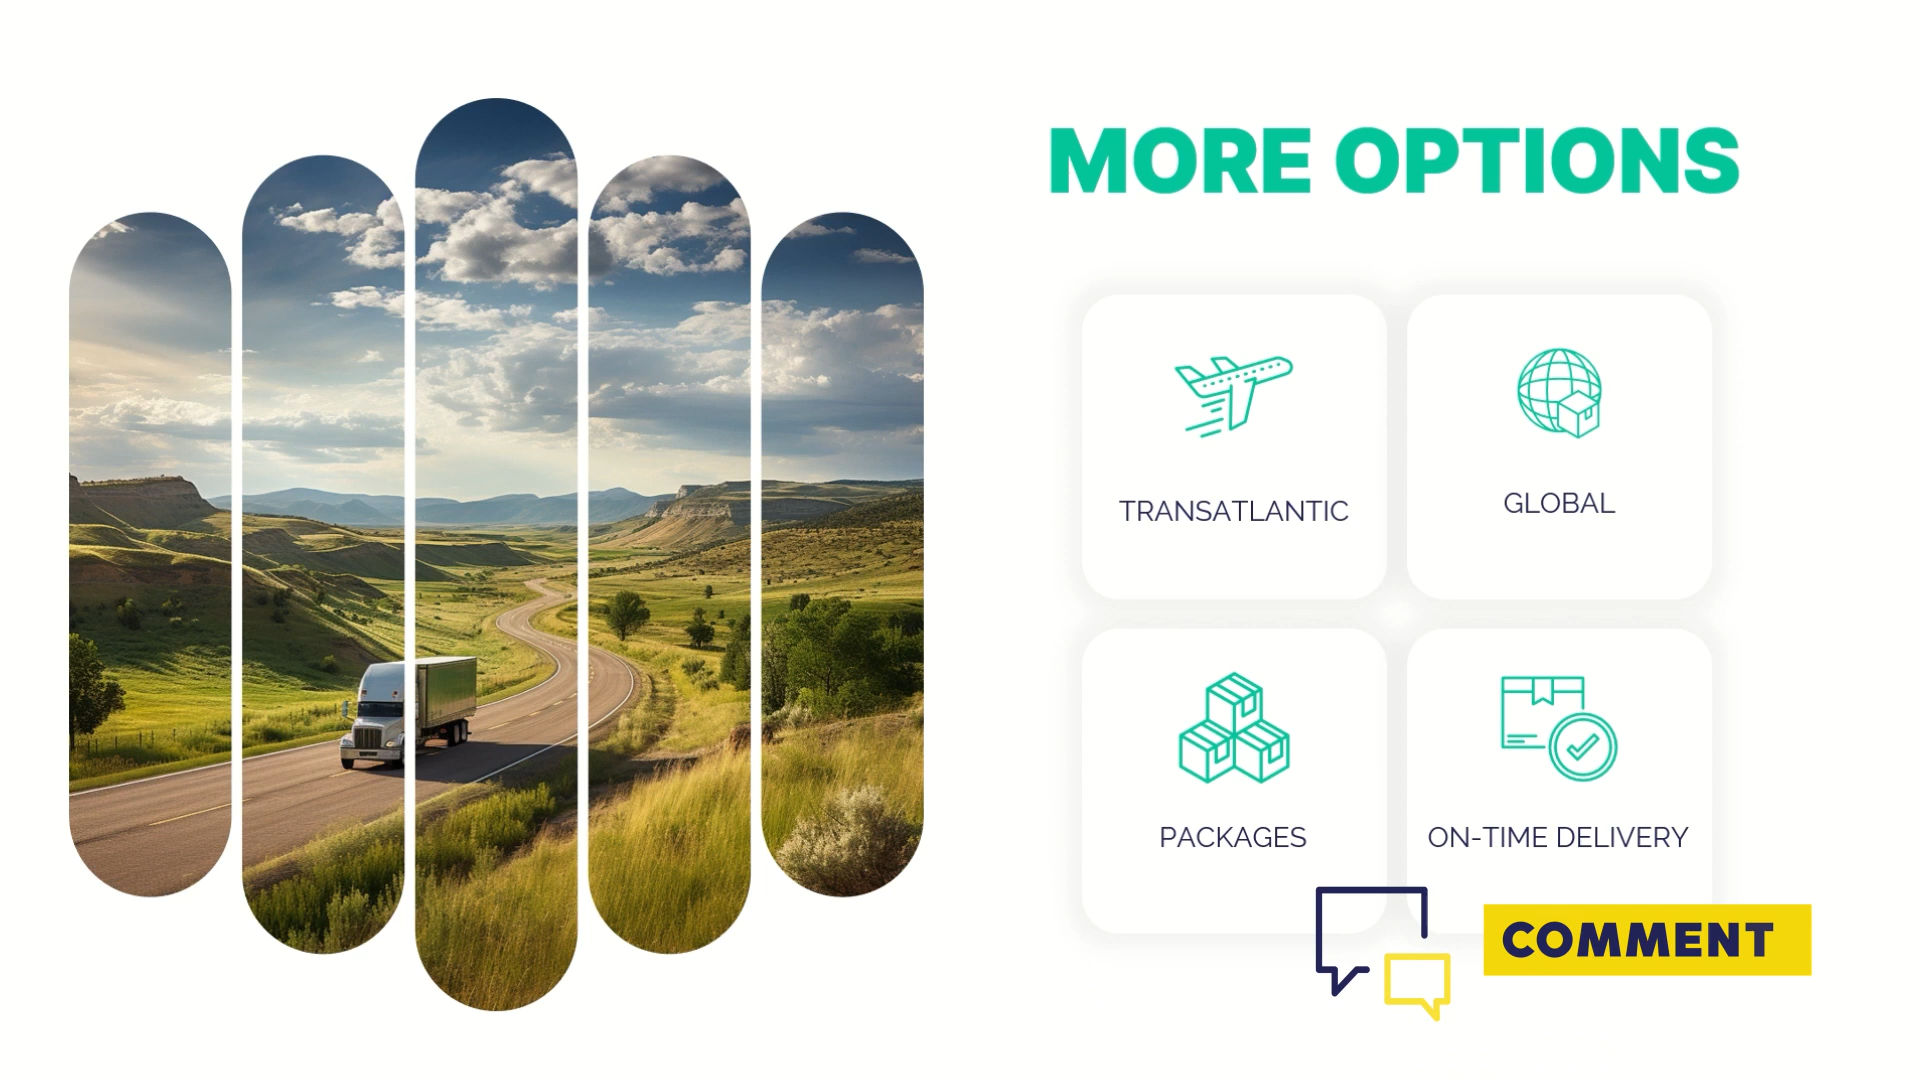 MORE OPTIONS
TRANSATLANTIC
GLOBAL
PACKAGES
ON-TIME DELIVERY
COMMENT